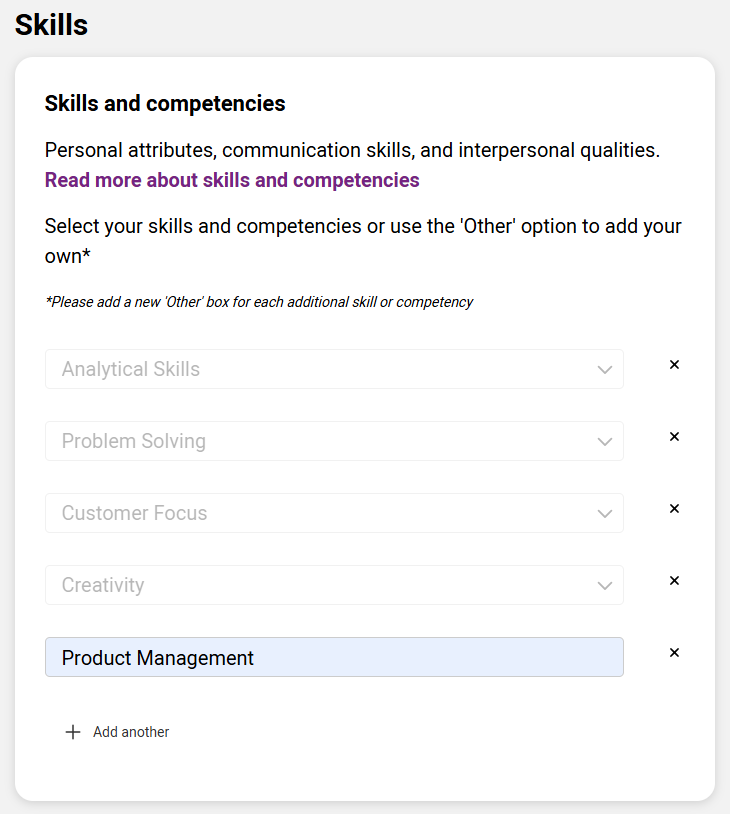 Skills
Skills and competencies
Personal attributes, communication skills, and interpersonal qualities.
Read more about skills and competencies
Select your skills and competencies or use the 'Other' option to add your
own*
*Please add a new 'Other' box for each additional skill or competency
Analytical Skills
Problem Solving
Customer Focus
Creativity
Product Management
Add another